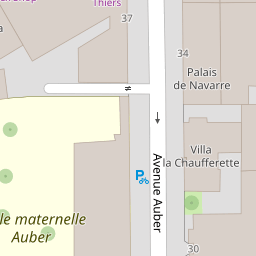 Thiers
37
34
Palais
de Navarre
Avenue Auber
Villa
la Chaufferette
le maternelle
Auber
30